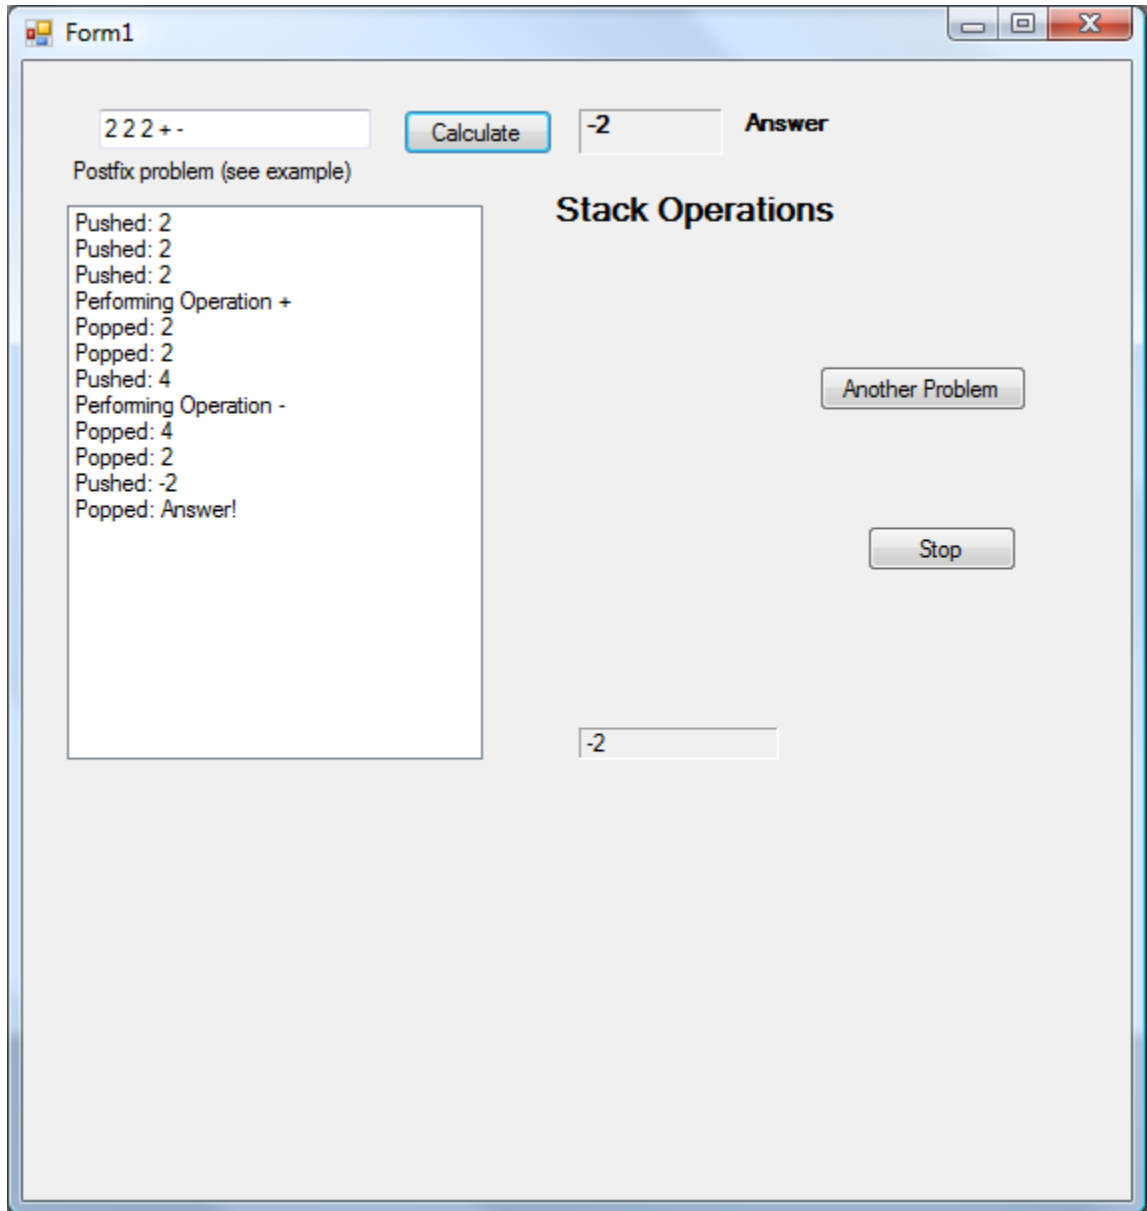 Form1
2 2 2 + -
Calculate
-2
Answer
Postfix problem (see example)
Stack Operations
Pushed: 2
Pushed: 2
Pushed: 2
Performing Operation +
Popped: 2
Popped: 2
Pushed: 4
Performing Operation -
Popped: 4
Popped: 2
Pushed: -2
Popped: Answer!
Another Problem
Stop
-2